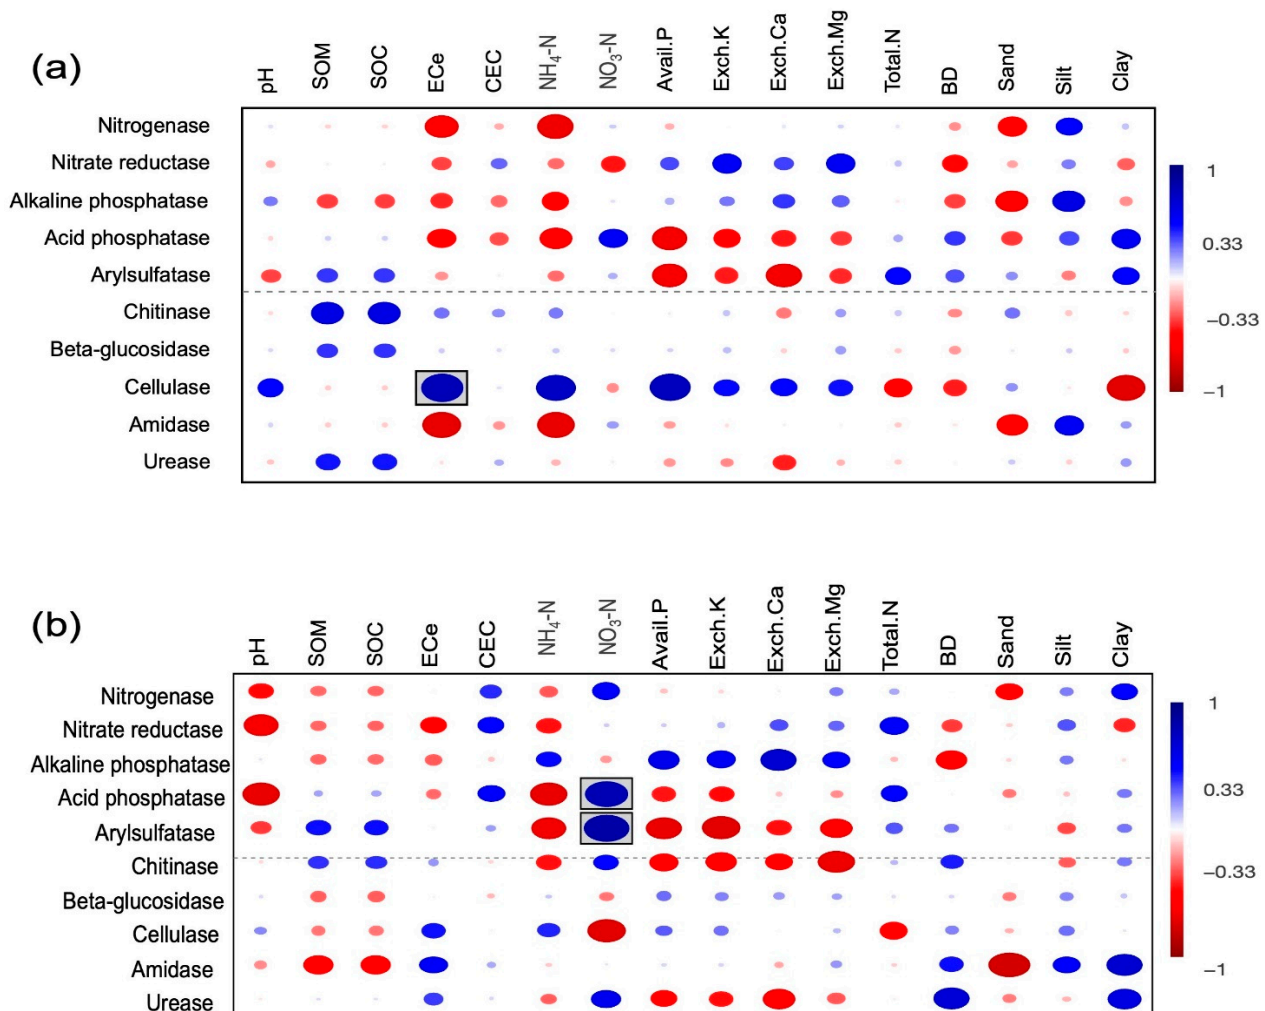 (a)
pH SOM SOC ECe CEC NH₄-N NO₃-N Avail.P Exch.K Exch.Ca Exch.Mg Total.N BD Sand Silt Clay
Nitrogenase
Nitrate reductase
Alkaline phosphatase
Acid phosphatase
Arylsulfatase
Chitinase
Beta-glucosidase
Cellulase
Amidase
Urease
1
0.33
−0.33
−1
(b)
pH SOM SOC ECe CEC NH₄-N NO₃-N Avail.P Exch.K Exch.Ca Exch.Mg Total.N BD Sand Silt Clay
Nitrogenase
Nitrate reductase
Alkaline phosphatase
Acid phosphatase
Arylsulfatase
Chitinase
Beta-glucosidase
Cellulase
Amidase
Urease
1
0.33
−0.33
−1